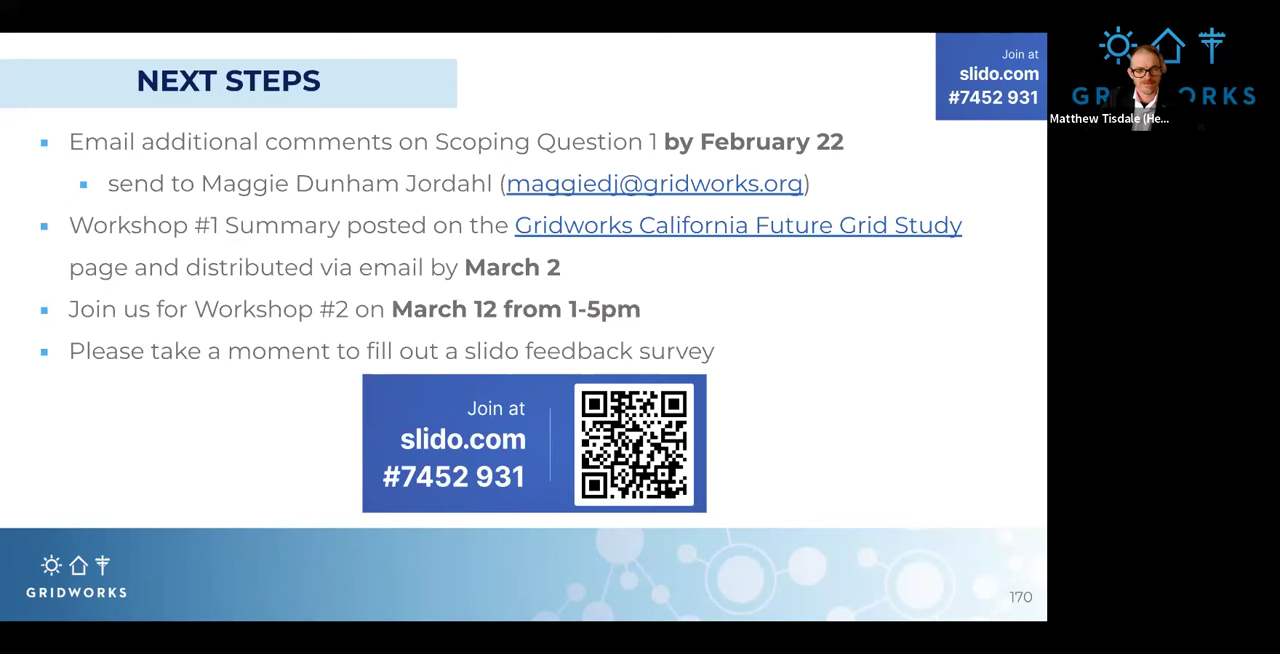 NEXT STEPS
Join at
slido.com
#7452 931
Email additional comments on Scoping Question 1 by February 22
send to Maggie Dunham Jordahl (maggiedj@gridworks.org)
Workshop #1 Summary posted on the Gridworks California Future Grid Study
page and distributed via email by March 2
Join us for Workshop #2 on March 12 from 1-5pm
Please take a moment to fill out a slido feedback survey
Join at
slido.com
#7452 931
GRIDWORKS
170
GR ORKS
Matthew Tisdale (He...